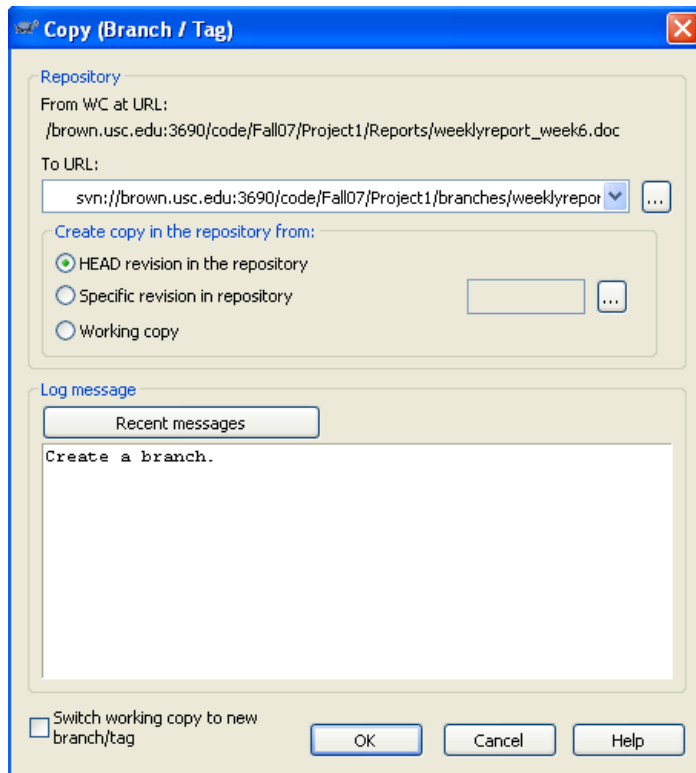 Copy (Branch / Tag)
Repository
From WC at URL:
/brown.usc.edu:3690/code/Fall07/Project1/Reports/weeklyreport_week6.doc
To URL:
svn://brown.usc.edu:3690/code/Fall07/Project1/branches/weeklyrepor
...
Create copy in the repository from:
HEAD revision in the repository
Specific revision in repository
...
Working copy
Log message
Recent messages
Create a branch.
Switch working copy to new
branch/tag
OK Cancel Help